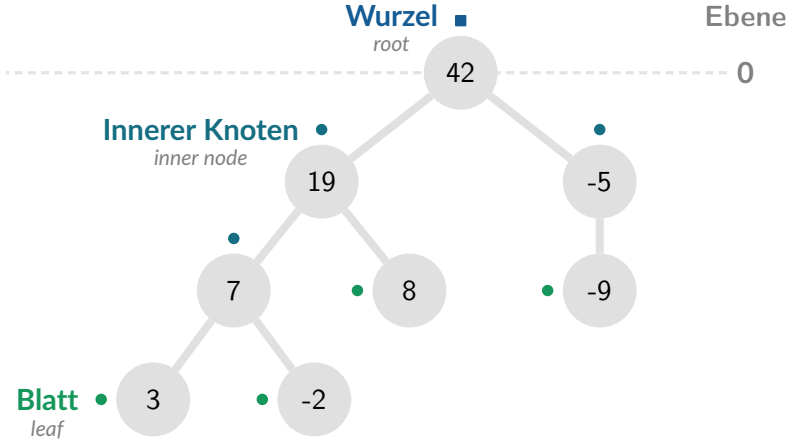 Wurzel
root
Ebene
42
0
Innerer Knoten
inner node
19
-5
7
8
-9
Blatt
leaf
3
-2